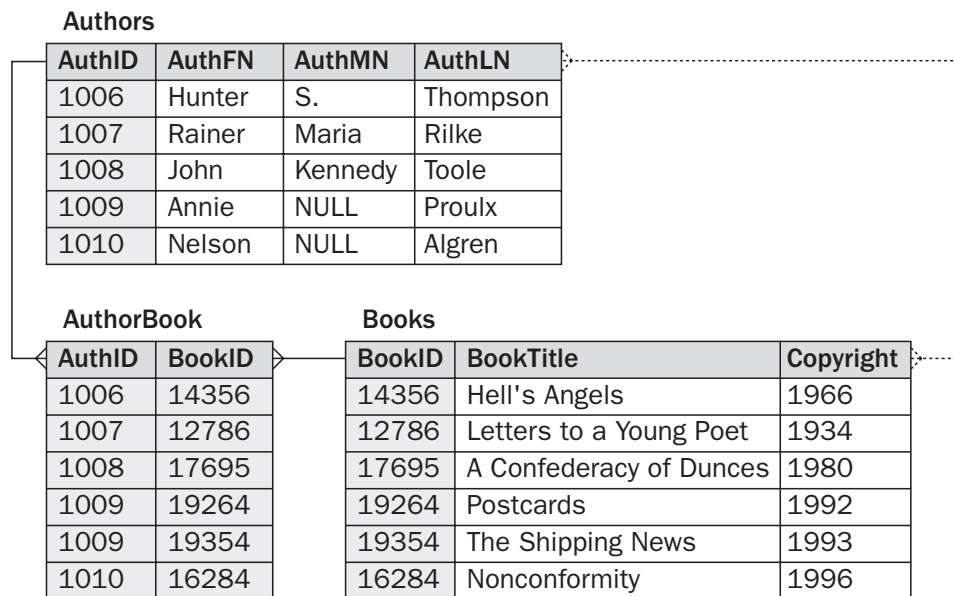 Authors
AuthID AuthFN AuthMN AuthLN
1006 Hunter S. Thompson
1007 Rainer Maria Rilke
1008 John Kennedy Toole
1009 Annie NULL Proulx
1010 Nelson NULL Algren
AuthorBook Books
AuthID BookID BookID BookTitle Copyright
1006 14356 14356 Hell's Angels 1966
1007 12786 12786 Letters to a Young Poet 1934
1008 17695 17695 A Confederacy of Dunces 1980
1009 19264 19264 Postcards 1992
1009 19354 19354 The Shipping News 1993
1010 16284 16284 Nonconformity 1996